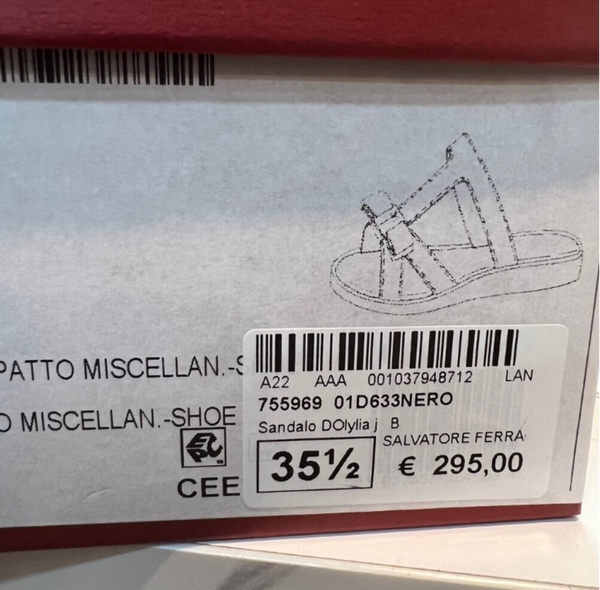 PATTO MISCELLAN.-S
O MISCELLAN.-SHOE
EPC
CEE
A22 AAA 001037948712 LAN
755969 01D633NERO
Sandalo DOlylia j B
SALVATORE FERRA
35½ € 295,00